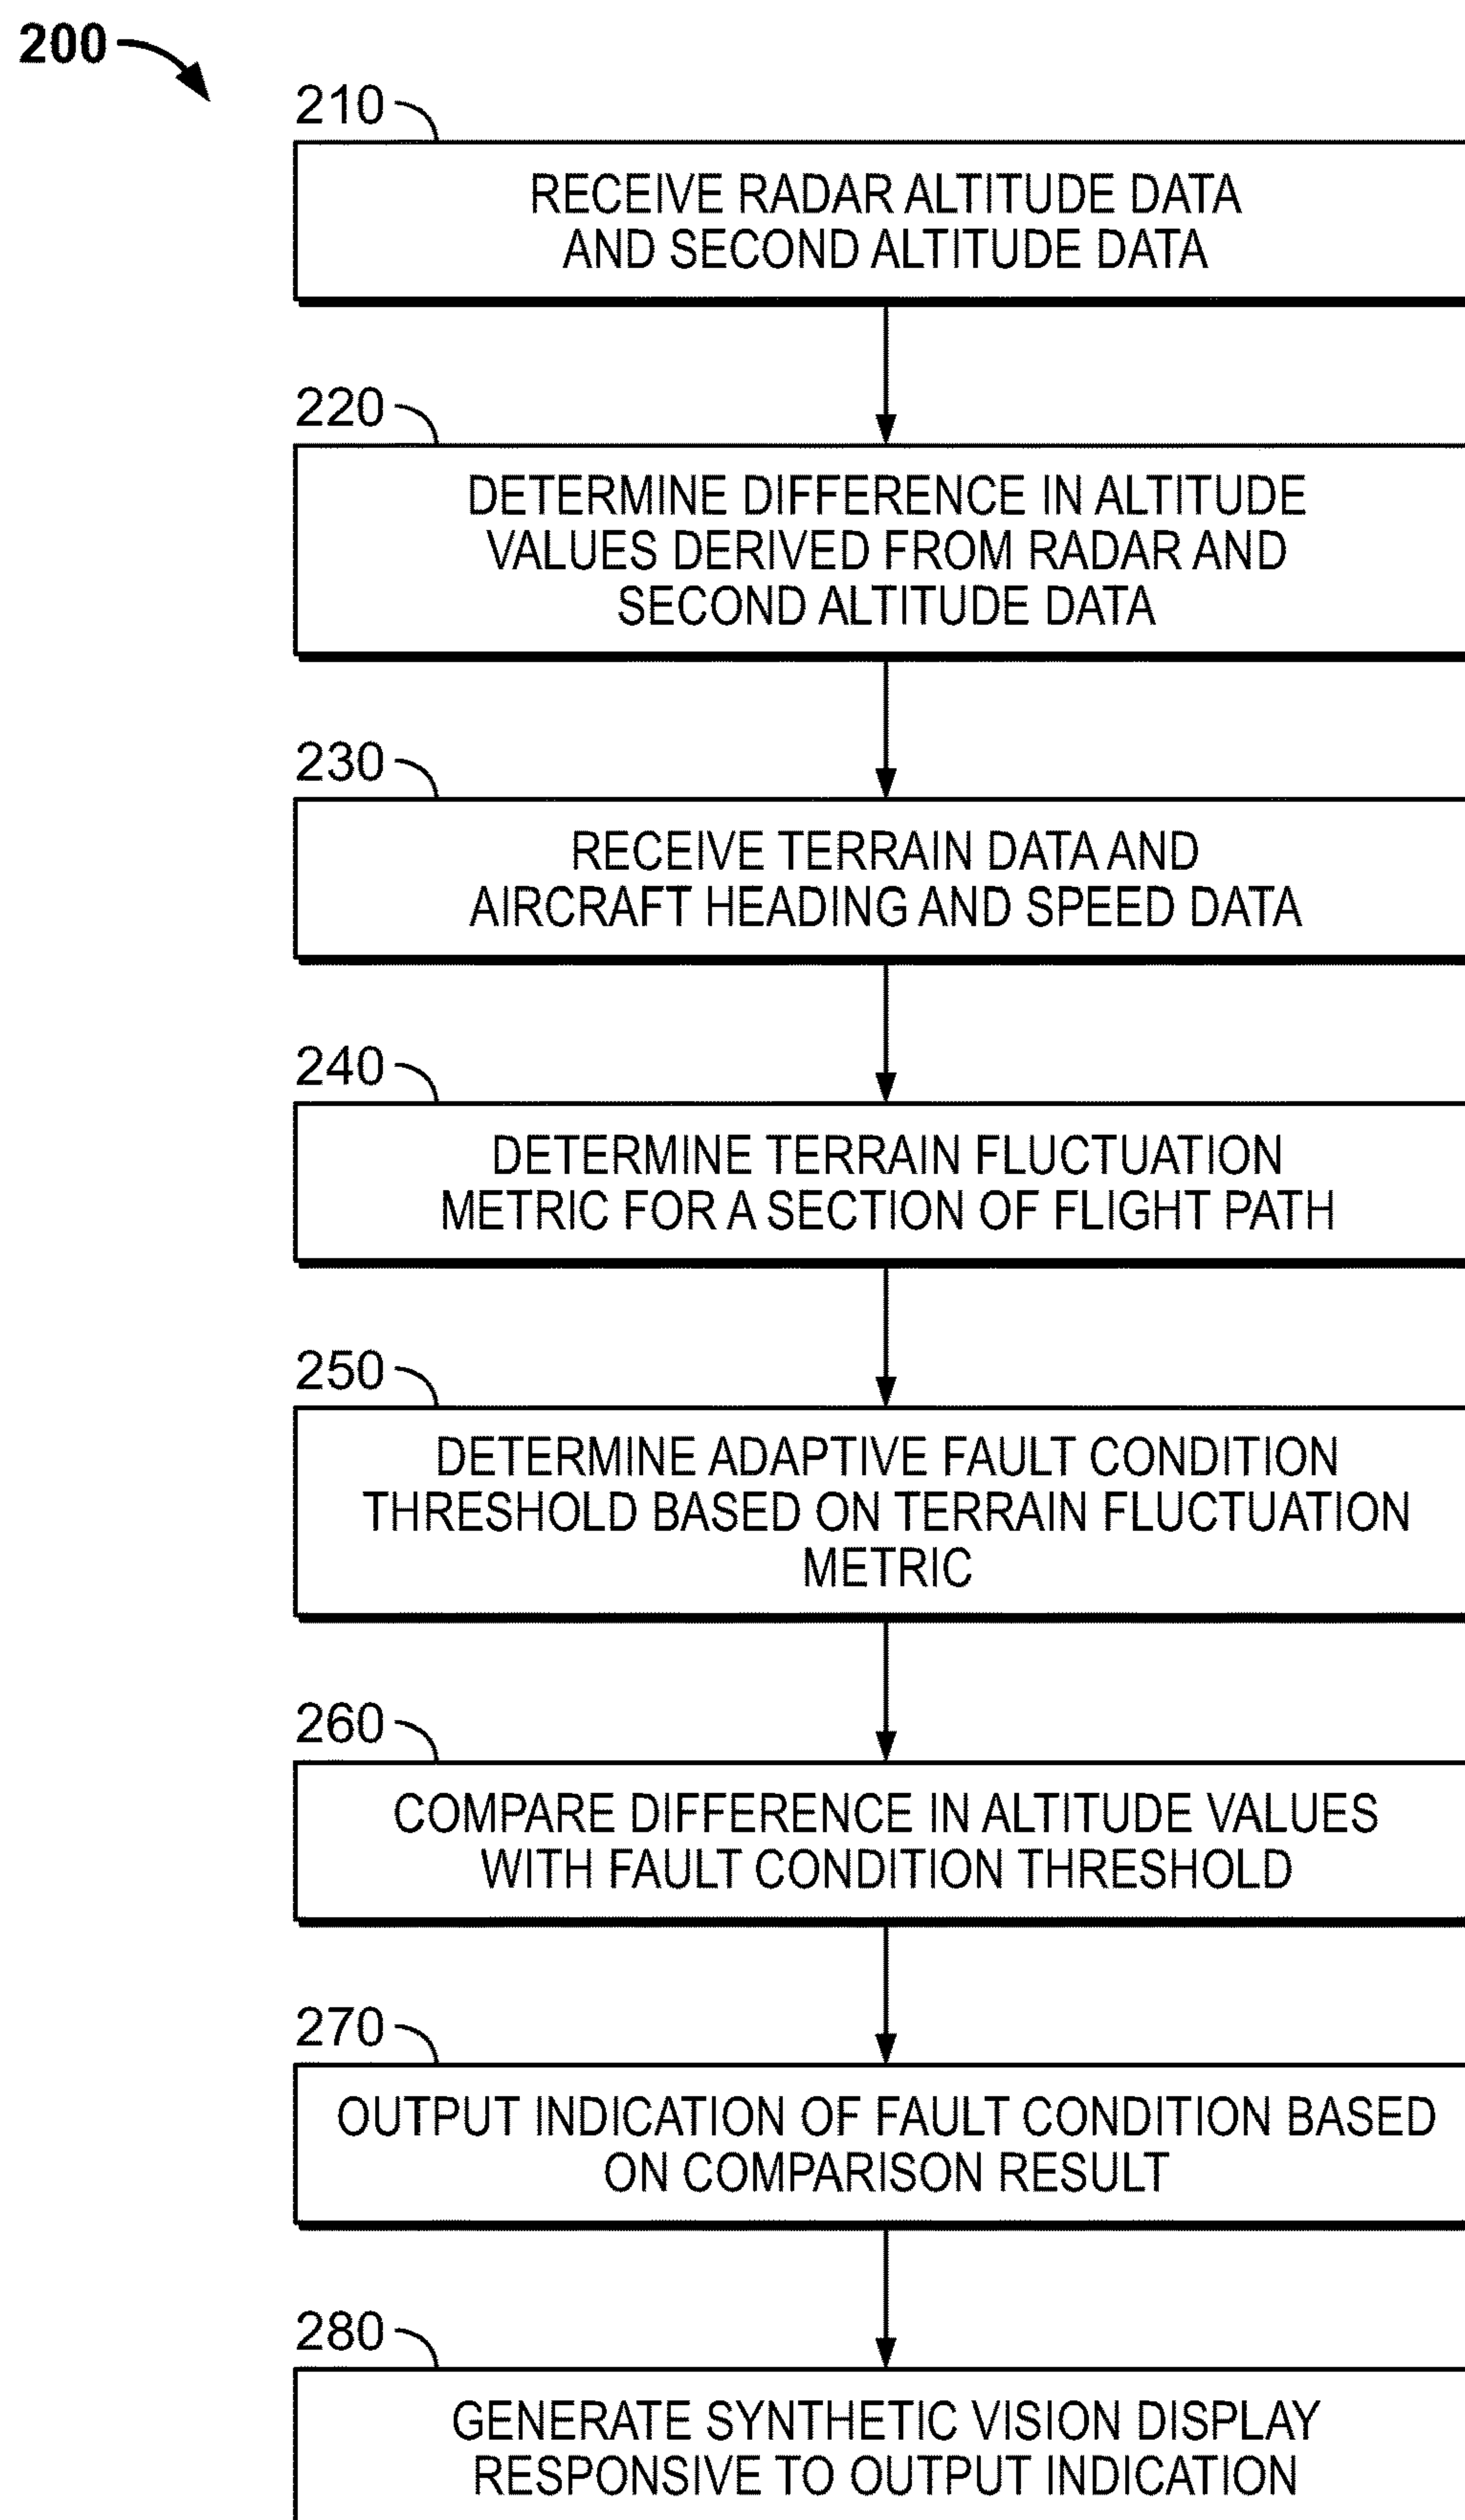 200
210
RECEIVE RADAR ALTITUDE DATA
AND SECOND ALTITUDE DATA
220
DETERMINE DIFFERENCE IN ALTITUDE
VALUES DERIVED FROM RADAR AND
SECOND ALTITUDE DATA
230
RECEIVE TERRAIN DATA AND
AIRCRAFT HEADING AND SPEED DATA
240
DETERMINE TERRAIN FLUCTUATION
METRIC FOR A SECTION OF FLIGHT PATH
250
DETERMINE ADAPTIVE FAULT CONDITION
THRESHOLD BASED ON TERRAIN FLUCTUATION
METRIC
260
COMPARE DIFFERENCE IN ALTITUDE VALUES
WITH FAULT CONDITION THRESHOLD
270
OUTPUT INDICATION OF FAULT CONDITION BASED
ON COMPARISON RESULT
280
GENERATE SYNTHETIC VISION DISPLAY
RESPONSIVE TO OUTPUT INDICATION